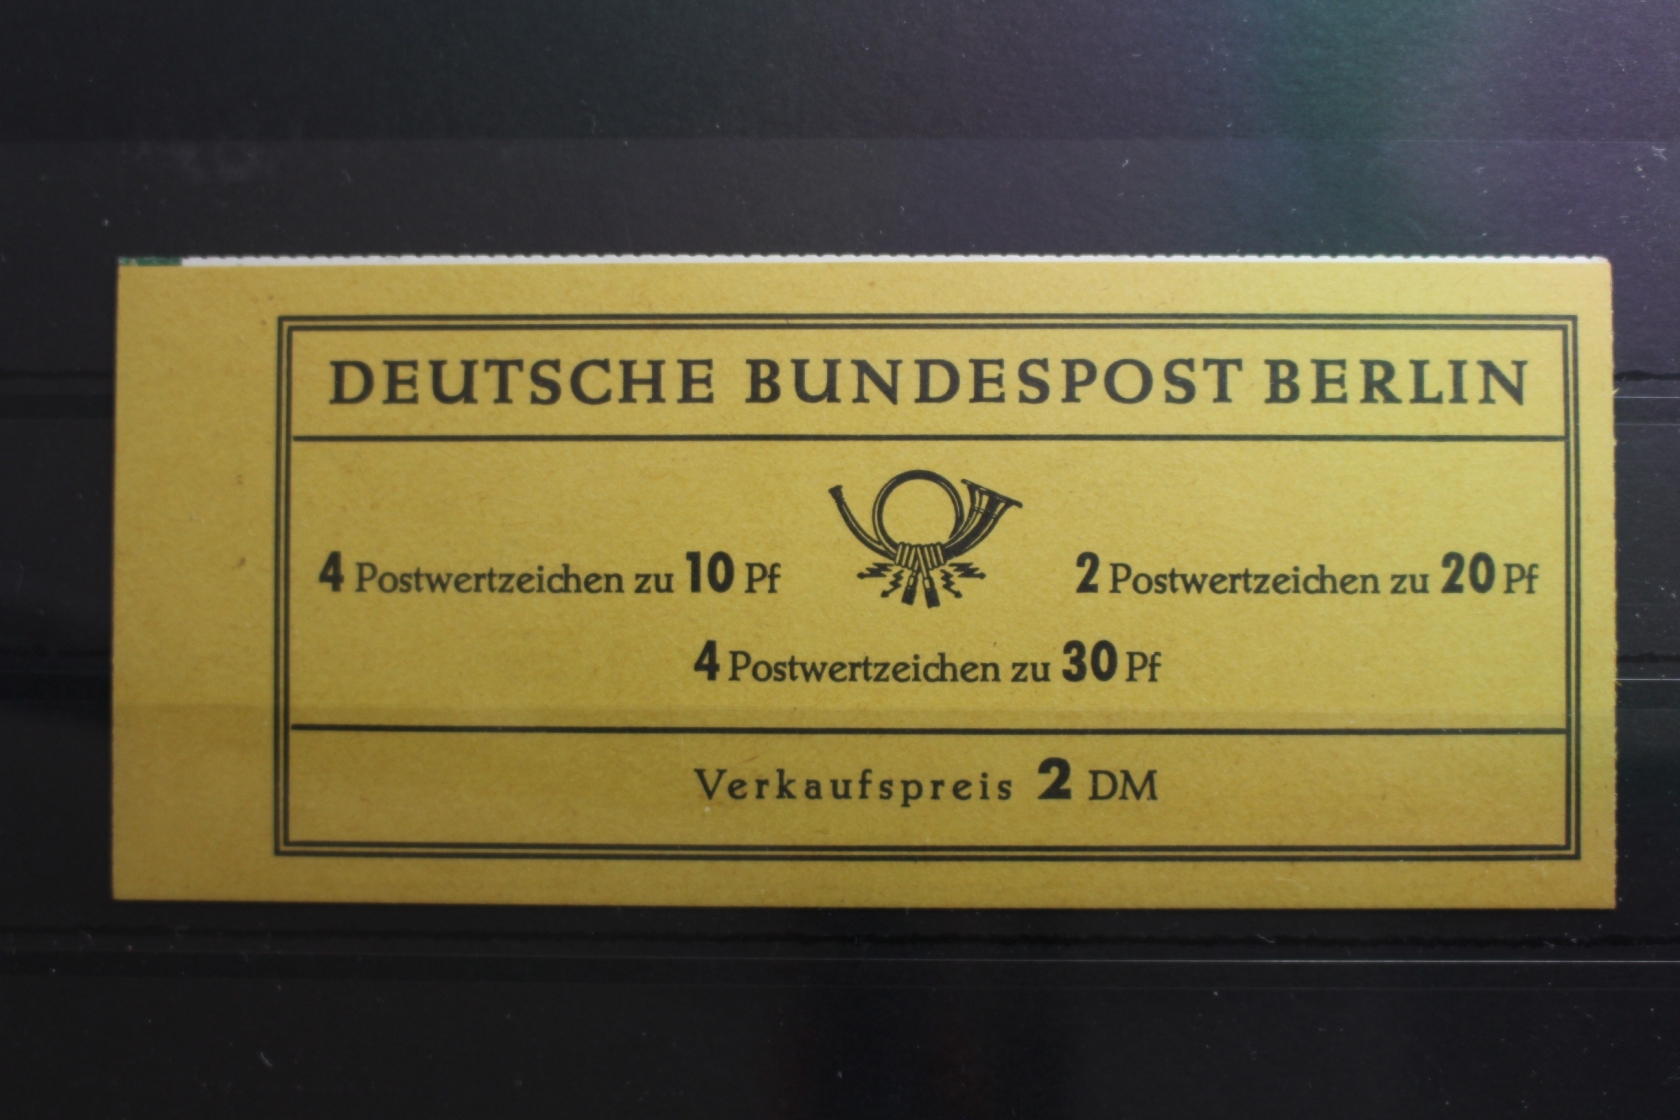 DEUTSCHE BUNDESPOST BERLIN
4 Postwertzeichen zu 10 Pf
2 Postwertzeichen zu 20 Pf
4 Postwertzeichen zu 30 Pf
Verkaufspreis 2 DM